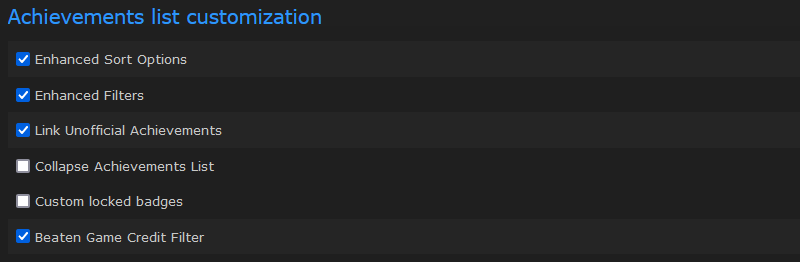 Achievements list customization
Enhanced Sort Options
Enhanced Filters
Link Unofficial Achievements
Collapse Achievements List
Custom locked badges
Beaten Game Credit Filter